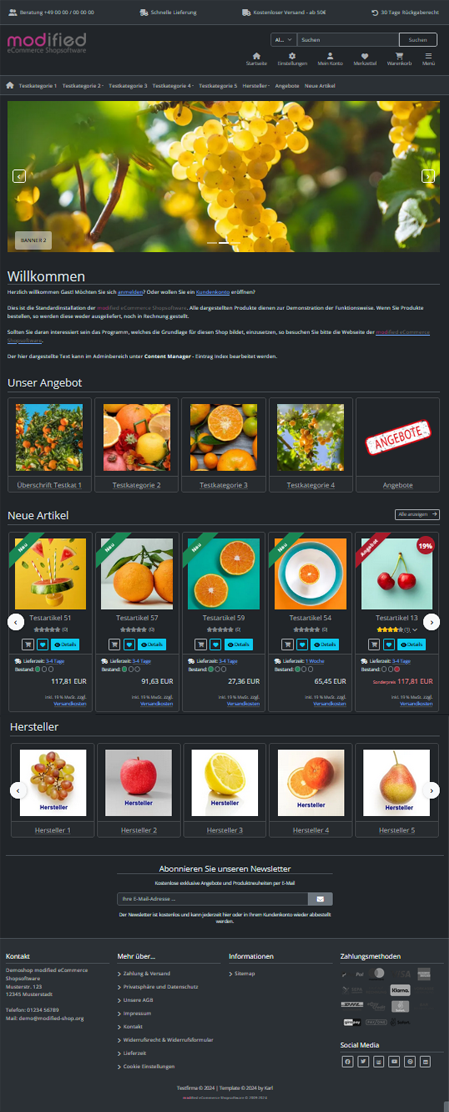 Beratung +49 00 00 / 00 00 00
Schnelle Lieferung
Kostenloser Versand - ab 50€
30 Tage Rückgaberecht
modified
eCommerce Shopsoftware
Al...
Suchen
Suchen
Startseite
Einstellungen
Mein Konto
Merkzettel
Warenkorb
Menü
Testkategorie 1
Testkategorie 2
Testkategorie 3
Testkategorie 4
Testkategorie 5
Hersteller
Angebote
Neue Artikel
BANNER 2
Willkommen
Herzlich willkommen Gast! Möchten Sie sich anmelden? Oder wollen Sie ein Kundenkonto eröffnen?
Dies ist die Standardinstallation der modified eCommerce Shopsoftware. Alle dargestellten Produkte dienen zur Demonstration der Funktionsweise. Wenn Sie Produkte
bestellen, so werden diese weder ausgeliefert, noch in Rechnung gestellt.
Sollten Sie daran interessiert sein das Programm, welches die Grundlage für diesen Shop bildet, einzusetzen, so besuchen Sie bitte die Webseite der modified eCommerce
Shopsoftware.
Der hier dargestellte Text kann im Adminbereich unter Content Manager - Eintrag Index bearbeitet werden.
Unser Angebot
ANGEBOTE
Überschrift Testkat 1
Testkategorie 2
Testkategorie 3
Testkategorie 4
Angebote
Neue Artikel
Alle anzeigen
Neu
Neu
Neu
Neu
Angebot
19%
Testartikel 51
Testartikel 57
Testartikel 59
Testartikel 54
Testartikel 13
(0)
(0)
(0)
(0)
(1)
Details
Details
Details
Details
Details
Lieferzeit: 3-4 Tage
Lieferzeit: 3-4 Tage
Lieferzeit: 3-4 Tage
Lieferzeit: 1 Woche
Lieferzeit: 3-4 Tage
Bestand:
Bestand:
Bestand:
Bestand:
Bestand:
117,81 EUR
91,63 EUR
27,36 EUR
65,45 EUR
Sonderpreis 117,81 EUR
inkl. 19 % MwSt. zzgl.
Versandkosten
inkl. 19 % MwSt. zzgl.
Versandkosten
inkl. 19 % MwSt. zzgl.
Versandkosten
inkl. 19 % MwSt. zzgl.
Versandkosten
inkl. 19 % MwSt. zzgl.
Versandkosten
Hersteller
Hersteller
Hersteller
Hersteller
Hersteller
Hersteller
Hersteller 1
Hersteller 2
Hersteller 3
Hersteller 4
Hersteller 5
Abonnieren Sie unseren Newsletter
Kostenlose exklusive Angebote und Produktneuheiten per E-Mail
Ihre E-Mail-Adresse ...
Der Newsletter ist kostenlos und kann jederzeit hier oder in Ihrem Kundenkonto wieder abbestellt
werden.
Kontakt
Demoshop modified eCommerce
Shopsoftware
Musterstr. 123
12345 Musterstadt
Telefon: 01234 56789
Mail: demo@modified-shop.org
Mehr über...
Zahlung & Versand
Privatsphäre und Datenschutz
Unsere AGB
Impressum
Kontakt
Widerrufsrecht & Widerrufsformular
Lieferzeit
Cookie Einstellungen
Informationen
Sitemap
Zahlungsmethoden
Klarna.
Social Media
Testfirma © 2024 | Template © 2024 by Karl